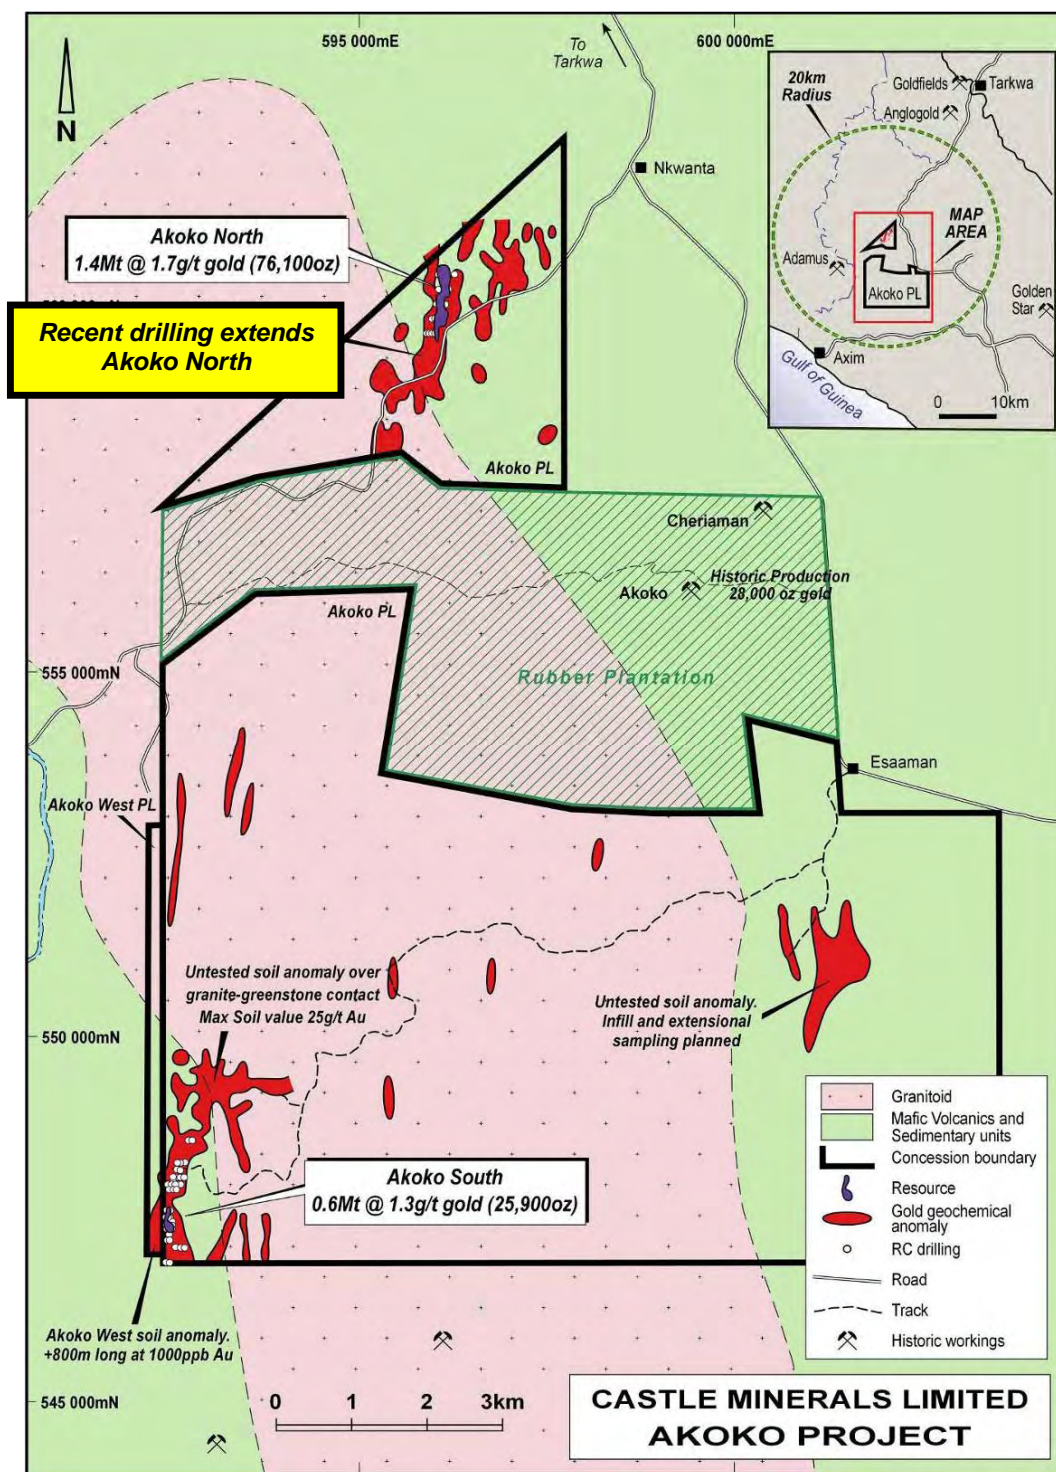 595 000mE
600 000mE
To
Tarkwa
N
Nkwanta
20km
Radius
Goldfields
Tarkwa
Anglogold
MAP
AREA
Adamus
Akoko PL
Golden
Star
Axim
Gulf of Guinea
0 10km
Akoko North
1.4Mt @ 1.7g/t gold (76,100oz)
Recent drilling extends
Akoko North
Akoko PL
Cheriaman
Akoko
Historic Production
28,000 oz gold
Akoko PL
555 000mN
Rubber Plantation
Esaaman
Akoko West PL
Untested soil anomaly over
granite-greenstone contact
Max Soil value 25g/t Au
Untested soil anomaly.
Infill and extensional
sampling planned
550 000mN
Akoko South
0.6Mt @ 1.3g/t gold (25,900oz)
Granitoid
Mafic Volcanics and
Sedimentary units
Concession boundary
Resource
Gold geochemical
anomaly
RC drilling
Road
Track
Historic workings
Akoko West soil anomaly.
+800m long at 1000ppb Au
545 000mN
0 1 2 3km
CASTLE MINERALS LIMITED
AKOKO PROJECT